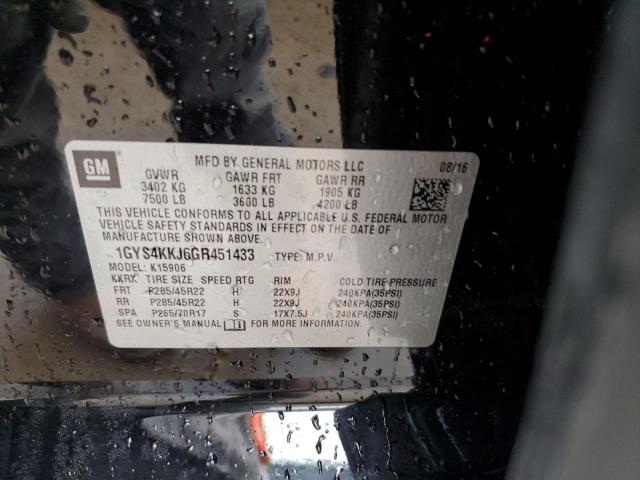 GM
MFD BY GENERAL MOTORS LLC 08/16
GVWR GAWR FRT GAWR RR
3402 KG 1633 KG 1905 KG
7500 LB 3600 LB 4200 LB
THIS VEHICLE CONFORMS TO ALL APPLICABLE U.S. FEDERAL MOTOR
VEHICLE SAFETY STANDARDS IN EFFECT ON THE DATE OF
MANUFACTURE SHOWN ABOVE.
1GYS4KKJ6GR451433 TYPE: M.P.V.
MODEL: K15906
KKRX TIRE SIZE SPEED RTG RIM COLD TIRE PRESSURE
FRT P285/45R22 H 22X9J 240KPA(35PSI)
RR P285/45R22 H 22X9J 240KPA(35PSI)
SPA P265/70R17 S 17X7.5J 240KPA(35PSI)
SEE OWNER'S MANUAL FOR MORE INFORMATION.